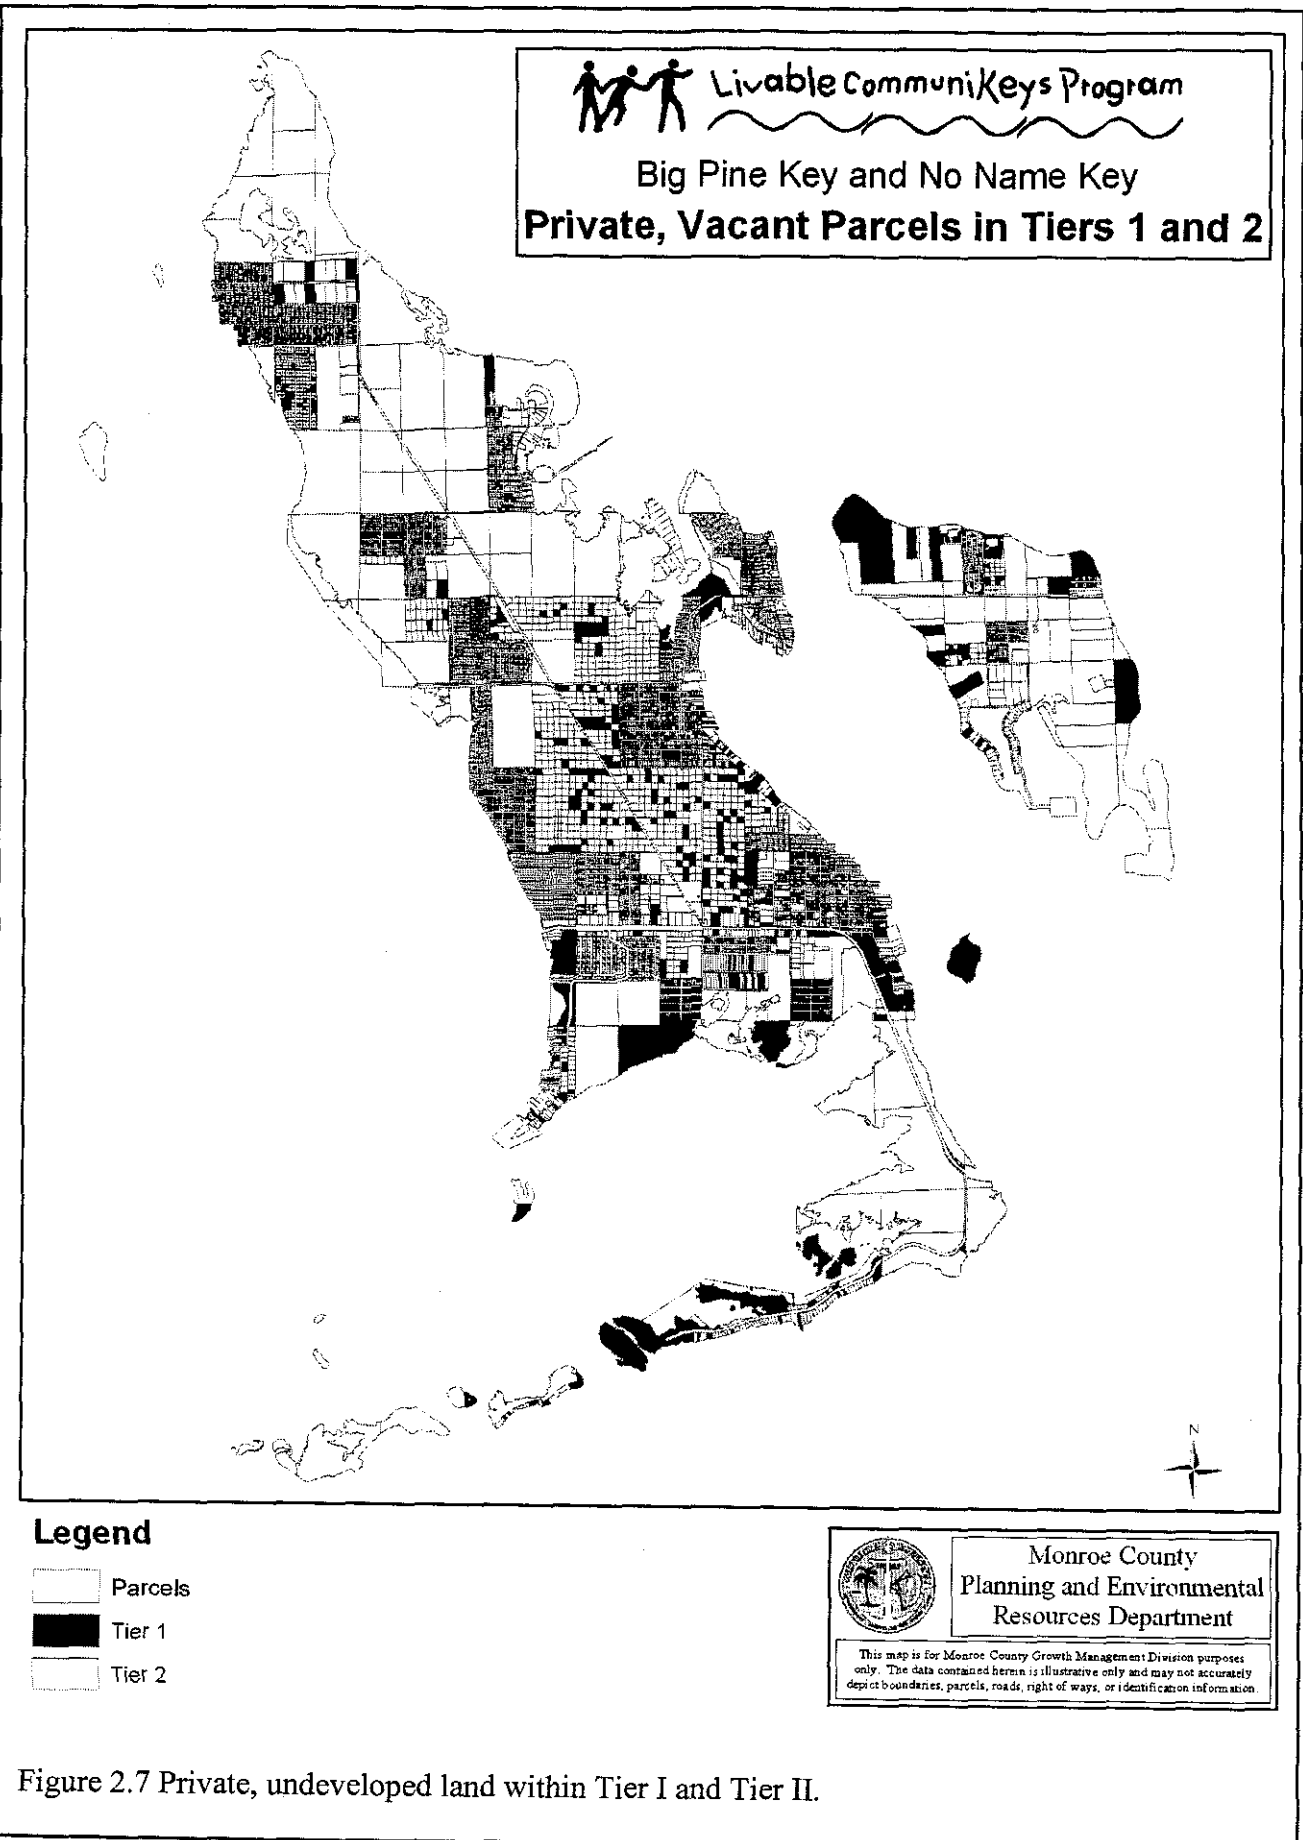 Livable CommuniKeys Program
Big Pine Key and No Name Key
Private, Vacant Parcels in Tiers 1 and 2
N
Legend
Parcels
Tier 1
Tier 2
Monroe County
Planning and Environmental
Resources Department
This map is for Monroe County Growth Management Division purposes
only. The data contained herein is illustrative only and may not accurately
depict boundaries, parcels, roads, right of ways, or identification information.
Figure 2.7 Private, undeveloped land within Tier I and Tier II.